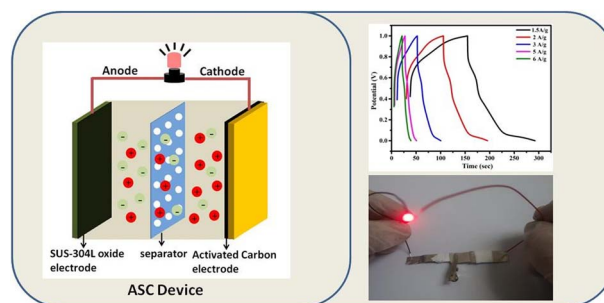 Anode
Cathode
SUS-304L oxide
electrode
separator
Activated Carbon
electrode
ASC Device
Potential (V)
1.0
0.8
0.6
0.4
0.2
0.0
0
50
100
150
200
250
300
Time (sec)
1.5A/g
2 A/g
3 A/g
5 A/g
6 A/g